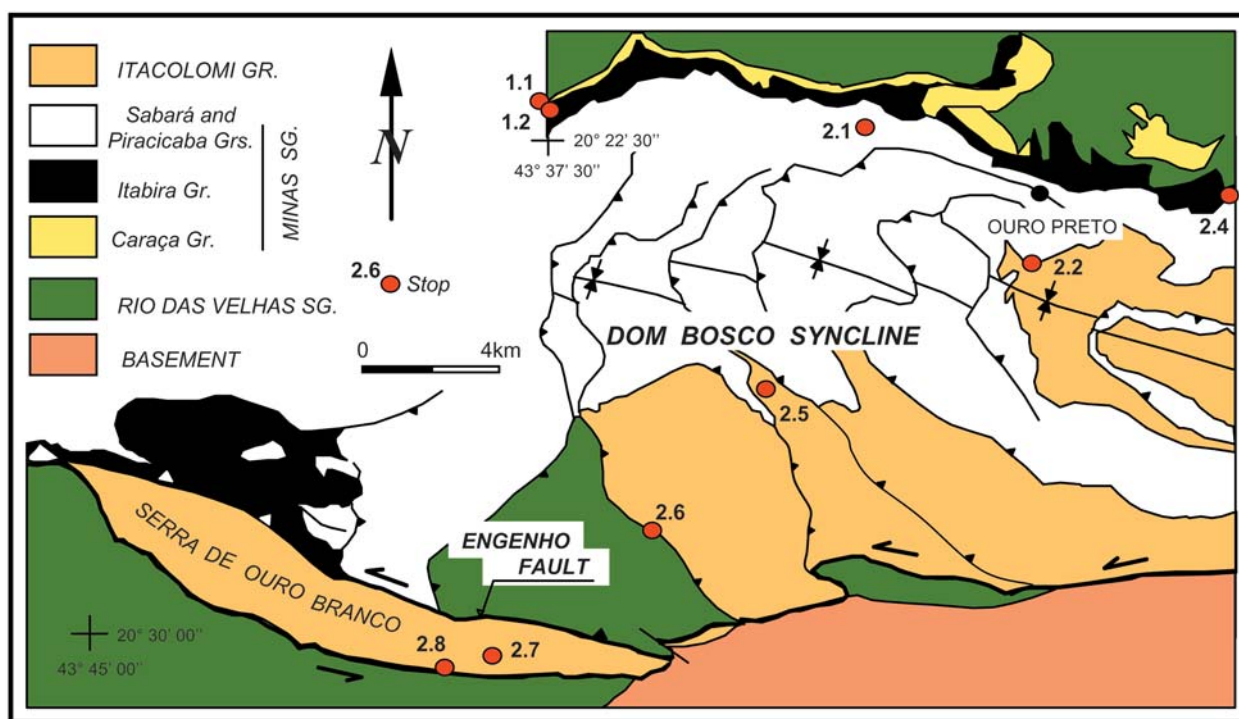 ITACOLOMI GR.
Sabará and
Piracicaba Grs.
Itabira Gr.
Caraça Gr.
MINAS SG.
RIO DAS VELHAS SG.
BASEMENT
N
2.6
Stop
0 4km
1.1
1.2
20° 22' 30''
43° 37' 30''
2.1
OURO PRETO
2.4
2.2
DOM BOSCO SYNCLINE
2.5
2.6
ENGENHO
FAULT
SERRA DE OURO BRANCO
20° 30' 00''
43° 45' 00''
2.8
2.7